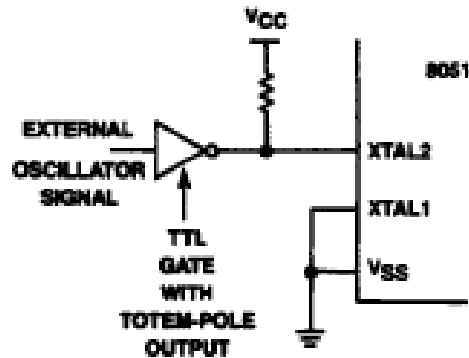 VCC
8051
EXTERNAL
OSCILLATOR
SIGNAL
XTAL2
XTAL1
VSS
TTL
GATE
WITH
TOTEM-POLE
OUTPUT